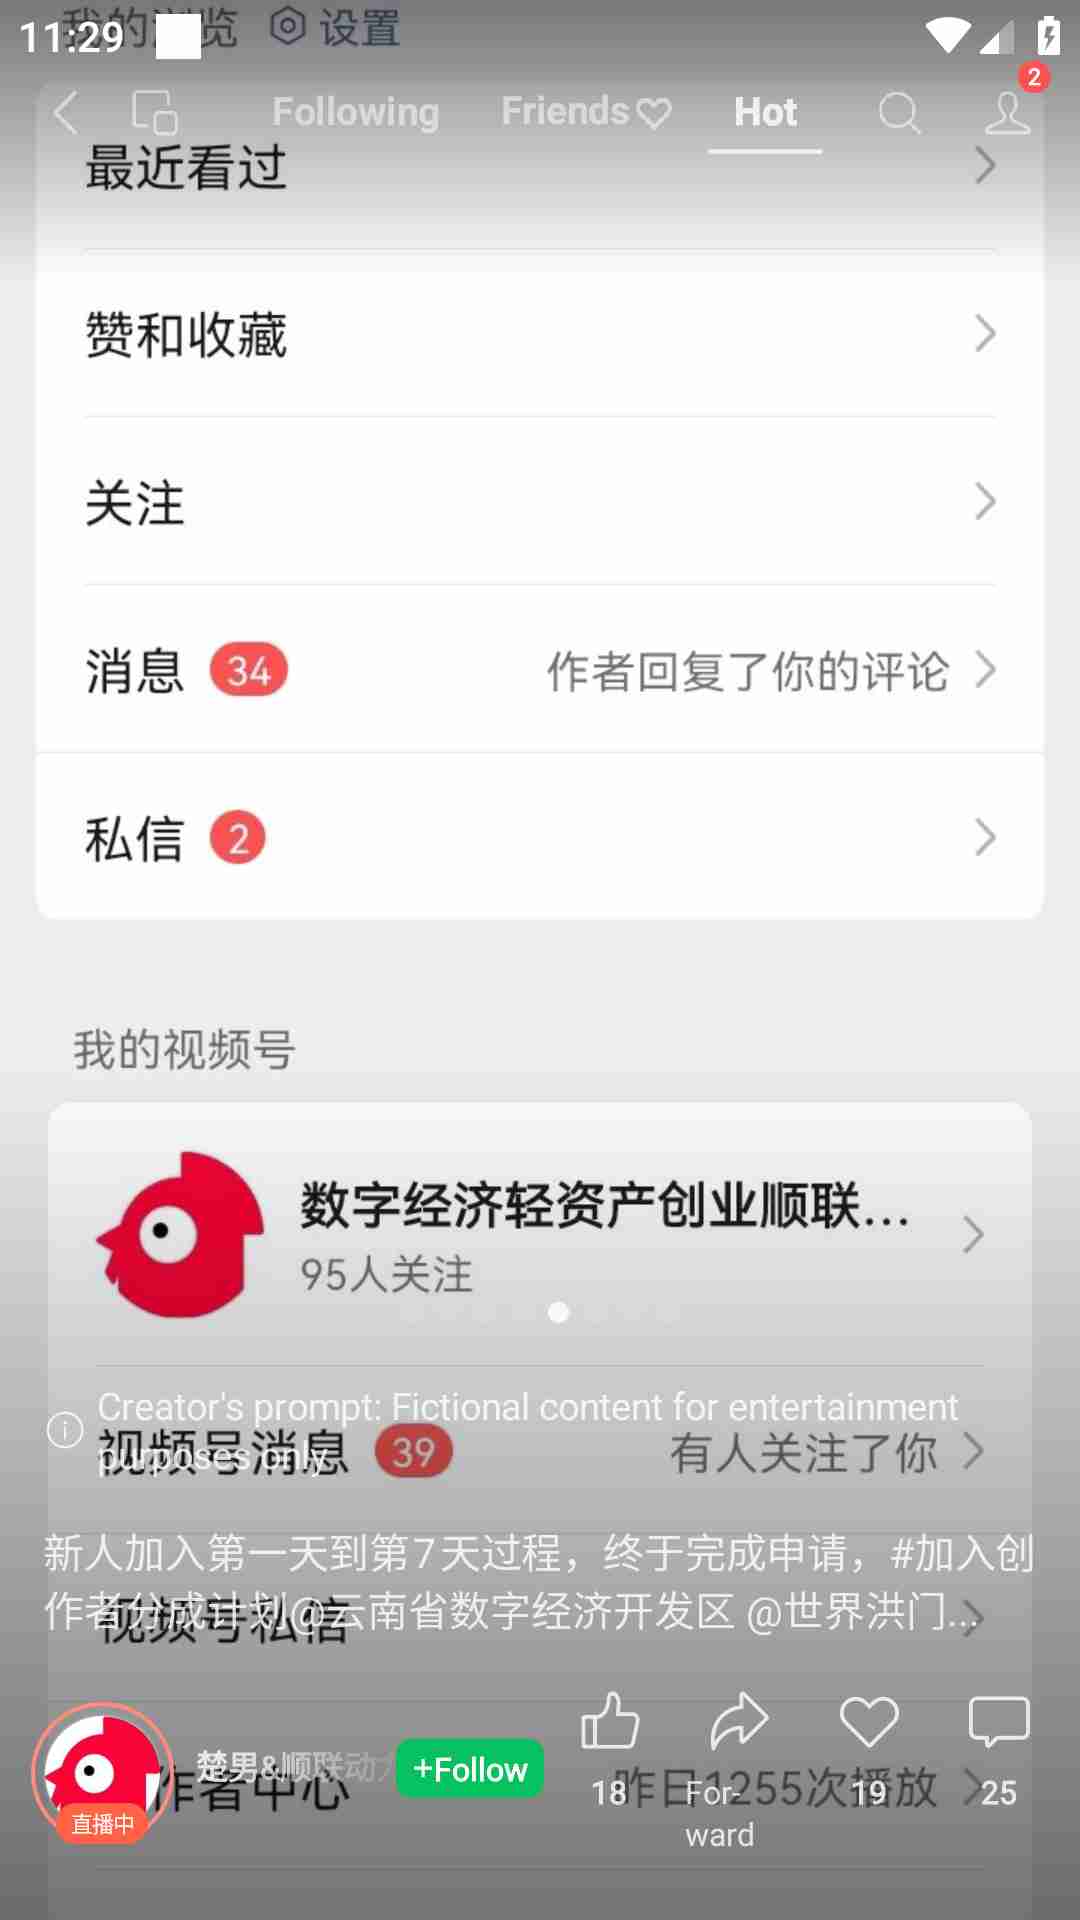 我的浏览 设置
11:29
2
Following Friends Hot
最近看过
赞和收藏
关注
消息 34 作者回复了你的评论
私信 2
我的视频号
数字经济轻资产创业顺联...
95人关注
Creator's prompt: Fictional content for entertainment
purposes only
视频号消息 39 有人关注了你
新人加入第一天到第7天过程，终于完成申请，#加入创
作者分成计划@云南省数字经济开发区 @世界洪门...
视频号私信
楚男&顺联动力 +Follow
直播中
作者中心 昨日1255次播放
18 For-
ward 19 25